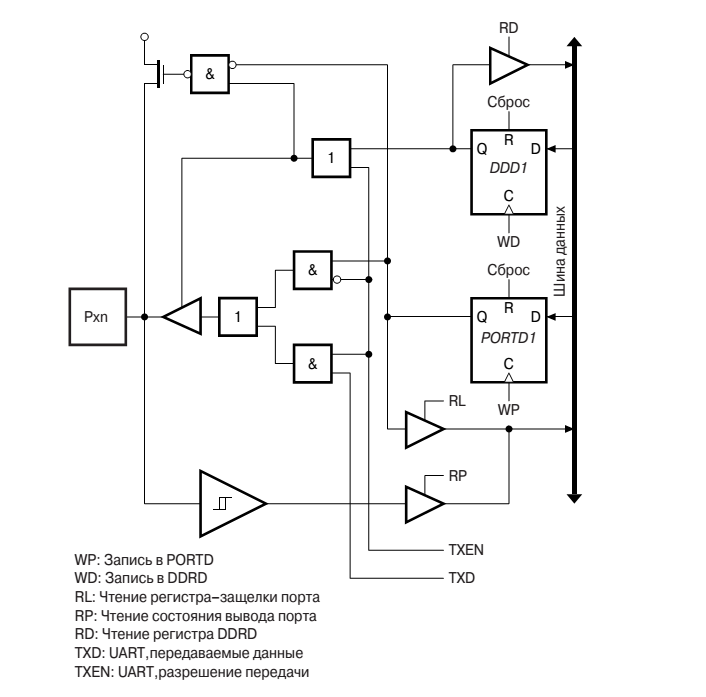 RD
Сброс
&
R
1
Q
D
DDD1
C
WD
Шина данных
&
Сброс
R
Pxn
1
Q
D
PORTD1
&
C
RL
WP
RP
TXEN
TXD
WP: Запись в PORTD
WD: Запись в DDRD
RL: Чтение регистра-защелки порта
RP: Чтение состояния вывода порта
RD: Чтение регистра DDRD
TXD: UART,передаваемые данные
TXEN: UART,разрешение передачи